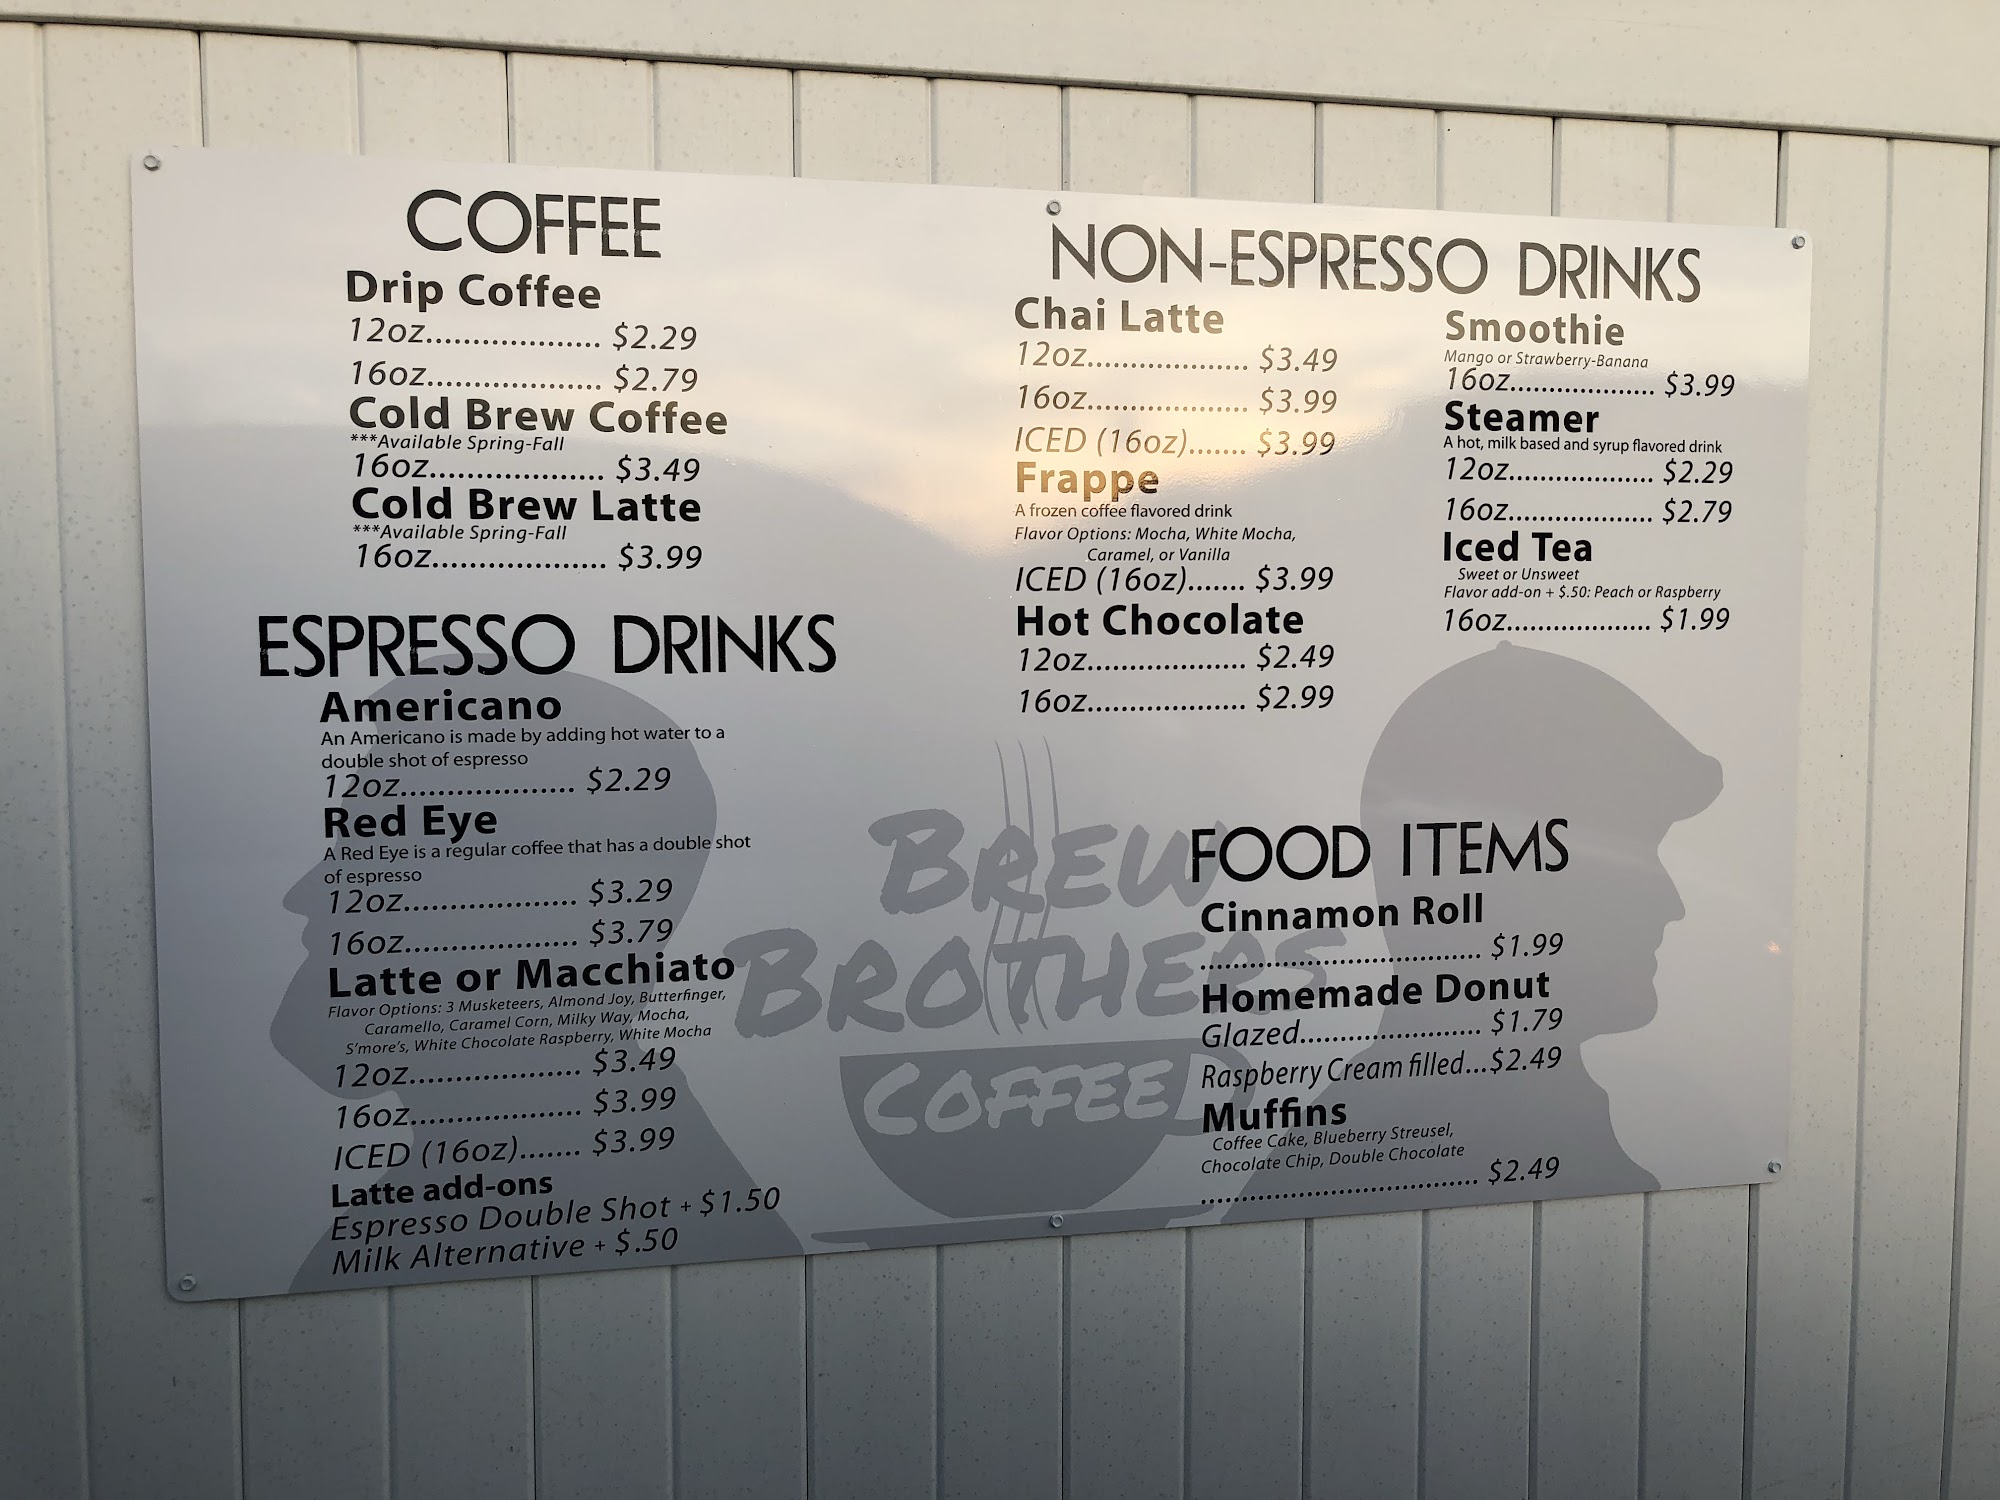 COFFEE
Drip Coffee
12oz................... $2.29
16oz................... $2.79
Cold Brew Coffee
***Available Spring-Fall
16oz................... $3.49
Cold Brew Latte
***Available Spring-Fall
16oz................... $3.99
ESPRESSO DRINKS
Americano
An Americano is made by adding hot water to a
double shot of espresso
12oz................... $2.29
Red Eye
A Red Eye is a regular coffee that has a double shot
of espresso
12oz................... $3.29
16oz................... $3.79
Latte or Macchiato
Flavor Options: 3 Musketeers, Almond Joy, Butterfinger,
Caramello, Caramel Corn, Milky Way, Mocha,
S'more's, White Chocolate Raspberry, White Mocha
12oz................... $3.49
16oz................... $3.99
ICED (16oz)....... $3.99
Latte add-ons
Espresso Double Shot + $1.50
Milk Alternative + $.50
NON-ESPRESSO DRINKS
Chai Latte
12oz.................. $3.49
16oz.................. $3.99
ICED (16oz)....... $3.99
Frappe
A frozen coffee flavored drink
Flavor Options: Mocha, White Mocha,
Caramel, or Vanilla
ICED (16oz)....... $3.99
Hot Chocolate
12oz.................. $2.49
16oz.................. $2.99
Smoothie
Mango or Strawberry-Banana
16oz................ $3.99
Steamer
A hot, milk based and syrup flavored drink
12oz................ $2.29
16oz................ $2.79
Iced Tea
Sweet or Unsweet
Flavor add-on + $.50: Peach or Raspberry
16oz................ $1.99
BREW
BROTHERS
COFFEE
FOOD ITEMS
Cinnamon Roll
................................ $1.99
Homemade Donut
Glazed........................ $1.79
Raspberry Cream filled...$2.49
Muffins
Coffee Cake, Blueberry Streusel,
Chocolate Chip, Double Chocolate
................................ $2.49